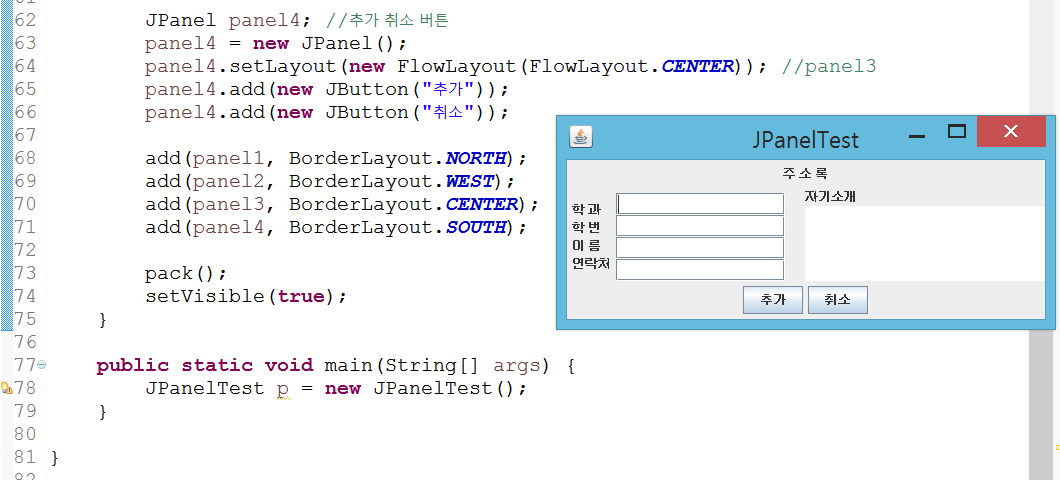 62 JPanel panel4; //추가 취소 버튼
63 panel4 = new JPanel();
64 panel4.setLayout(new FlowLayout(FlowLayout.CENTER)); //panel3
65 panel4.add(new JButton("추가"));
66 panel4.add(new JButton("취소"));
67
68 add(panel1, BorderLayout.NORTH);
69 add(panel2, BorderLayout.WEST);
70 add(panel3, BorderLayout.CENTER);
71 add(panel4, BorderLayout.SOUTH);
72
73 pack();
74 setVisible(true);
75 }
76
77 public static void main(String[] args) {
78 JPanelTest p = new JPanelTest();
79 }
80
81 }
JPanelTest
주 소 록
학 과
학 번
이 름
연락처
자기소개
추가 취소